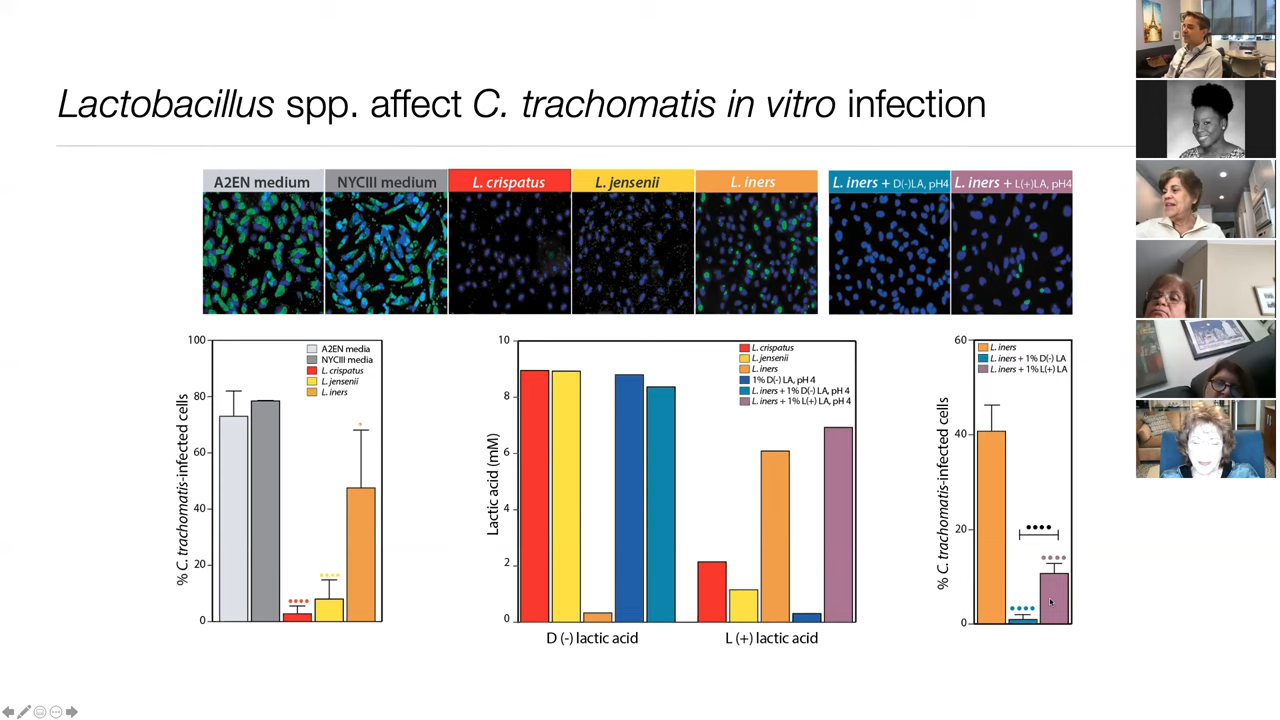 Lactobacillus spp. affect C. trachomatis in vitro infection
A2EN medium
NYCIII medium
L. crispatus
L. jensenii
L. iners
L. iners + D(-)LA, pH4
L. iners + L(+)LA, pH4
% C. trachomatis-infected cells
100
80
60
40
20
0
A2EN media
NYCIII media
L. crispatus
L. jensenii
L. iners
Lactic acid (mM)
10
8
6
4
2
0
L. crispatus
L. jensenii
L. iners
1% D(-) LA, pH 4
L. iners + 1% D(-) LA, pH 4
L. iners + 1% L(+) LA, pH 4
D (-) lactic acid
L (+) lactic acid
% C. trachomatis-infected cells
60
40
20
0
L. iners
L. iners + 1% D(-) LA
L. iners + 1% L(+) LA